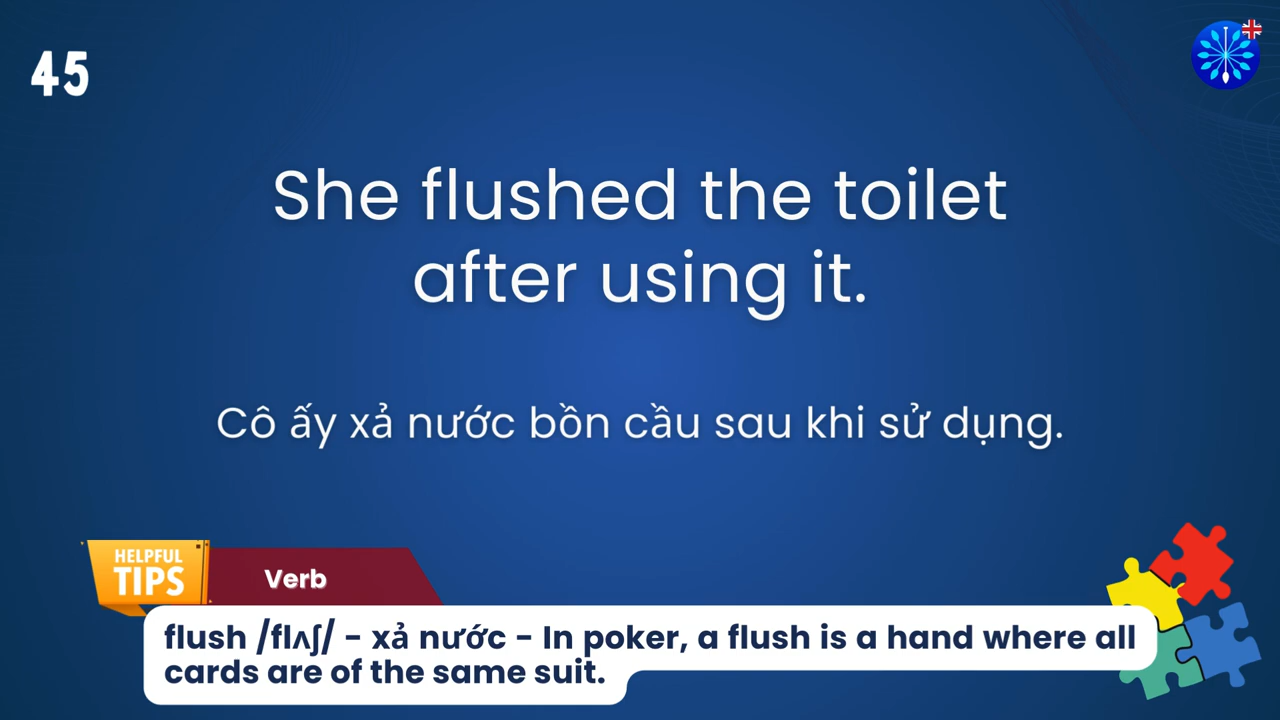 45
She flushed the toilet
after using it.
Cô ấy xả nước bồn cầu sau khi sử dụng.
HELPFUL
TIPS
Verb
flush /flʌʃ/ - xả nước - In poker, a flush is a hand where all
cards are of the same suit.